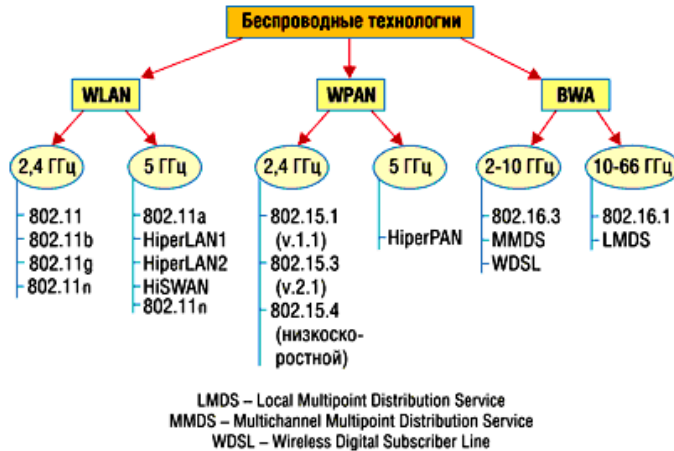 Беспроводные технологии
WLAN
WPAN
BWA
2,4 ГГц
5 ГГц
2,4 ГГц
5 ГГц
2-10 ГГц
10-66 ГГц
802.11
802.11b
802.11g
802.11n
802.11a
HiperLAN1
HiperLAN2
HiSWAN
802.11n
802.15.1
(v.1.1)
802.15.3
(v.2.1)
802.15.4
(низкоско-
ростной)
HiperPAN
802.16.3
MMDS
WDSL
802.16.1
LMDS
LMDS – Local Multipoint Distribution Service
MMDS – Multichannel Multipoint Distribution Service
WDSL – Wireless Digital Subscriber Line